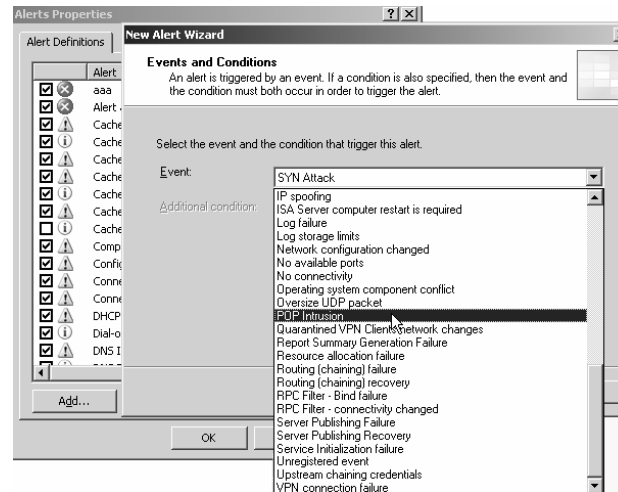 Alerts Properties
Alert Definitions
Alert
aaa
Alert
Cache
Cache
Cache
Cache
Cache
Cache
Cache
Comp
Config
Conne
Conne
DHCP
Dial-o
DNS I
Add...
OK
New Alert Wizard
Events and Conditions
An alert is triggered by an event. If a condition is also specified, then the event and
the condition must both occur in order to trigger the alert.
Select the event and the condition that trigger this alert.
Event:
SYN Attack
Additional condition:
IP spoofing
ISA Server computer restart is required
Log failure
Log storage limits
Network configuration changed
No available ports
No connectivity
Operating system component conflict
Oversize UDP packet
POP Intrusion
Quarantined VPN Clients network changes
Report Summary Generation Failure
Resource allocation failure
Routing (chaining) failure
Routing (chaining) recovery
RPC Filter - Bind failure
RPC Filter - connectivity changed
Server Publishing Failure
Server Publishing Recovery
Service Initialization failure
Unregistered event
Upstream chaining credentials
VPN connection failure